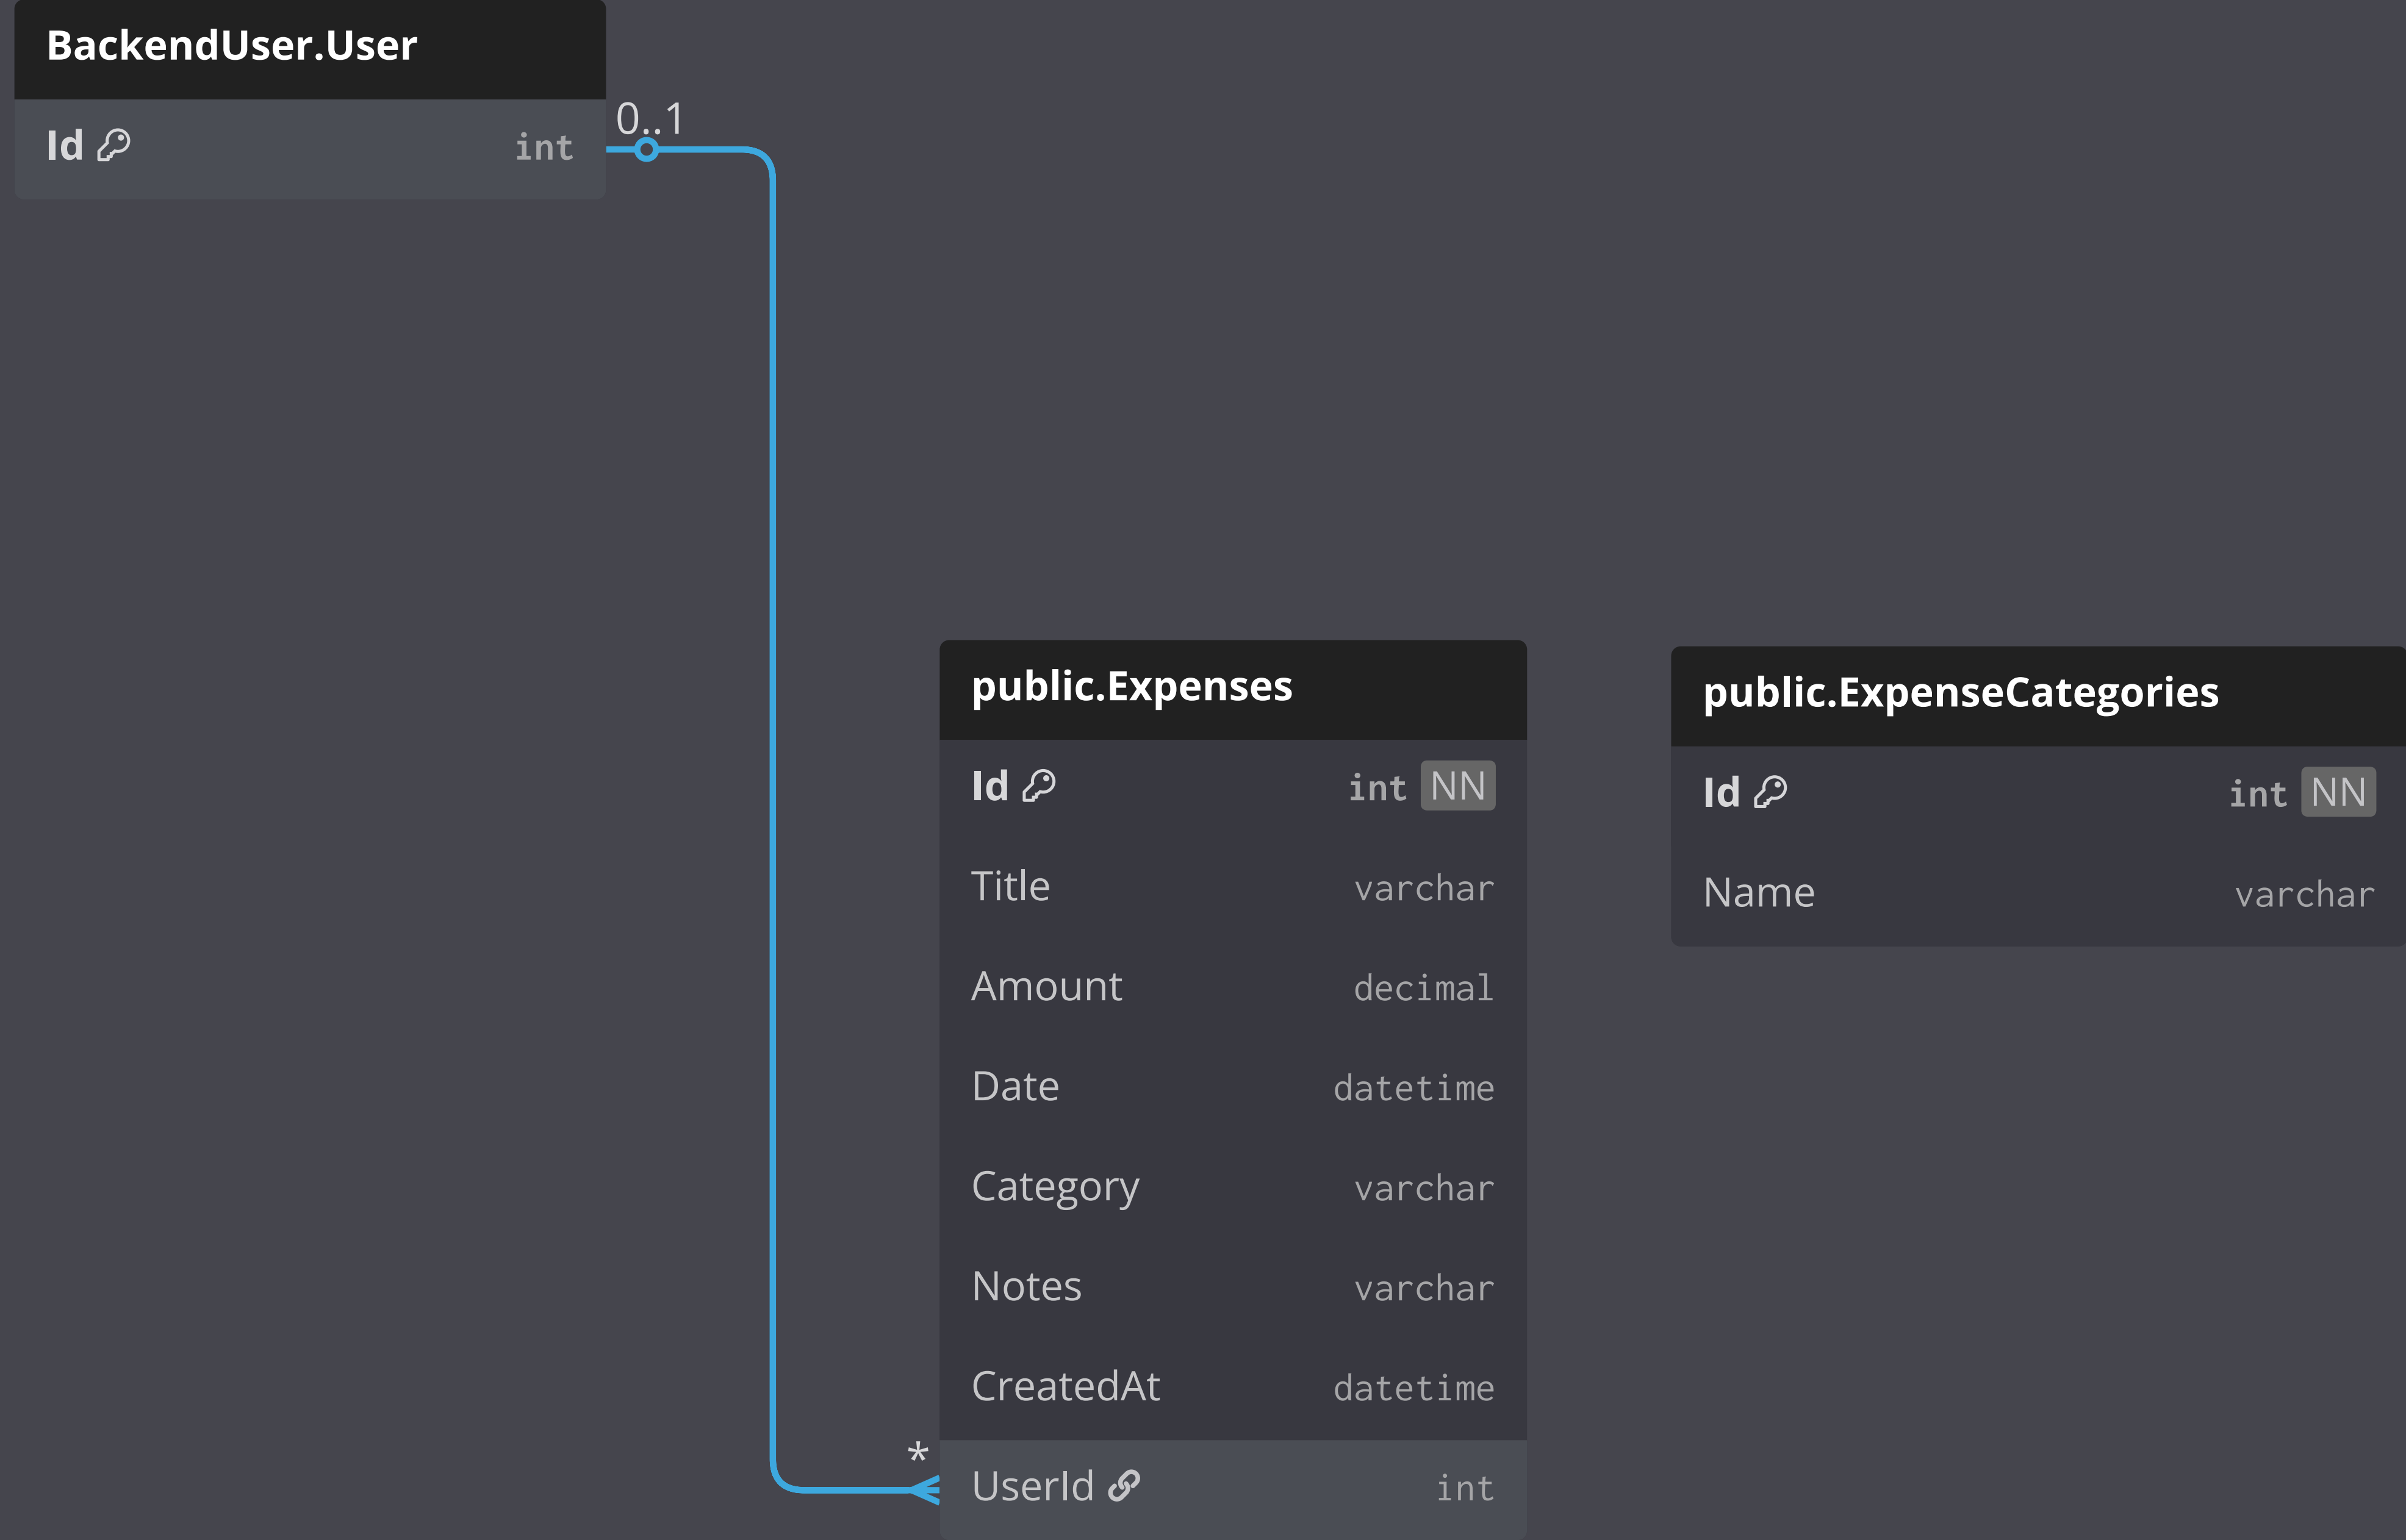 BackendUser.User
Id int
0..1
public.Expenses
Id int NN
Title varchar
Amount decimal
Date datetime
Category varchar
Notes varchar
CreatedAt datetime
*
UserId int
public.ExpenseCategories
Id int NN
Name varchar